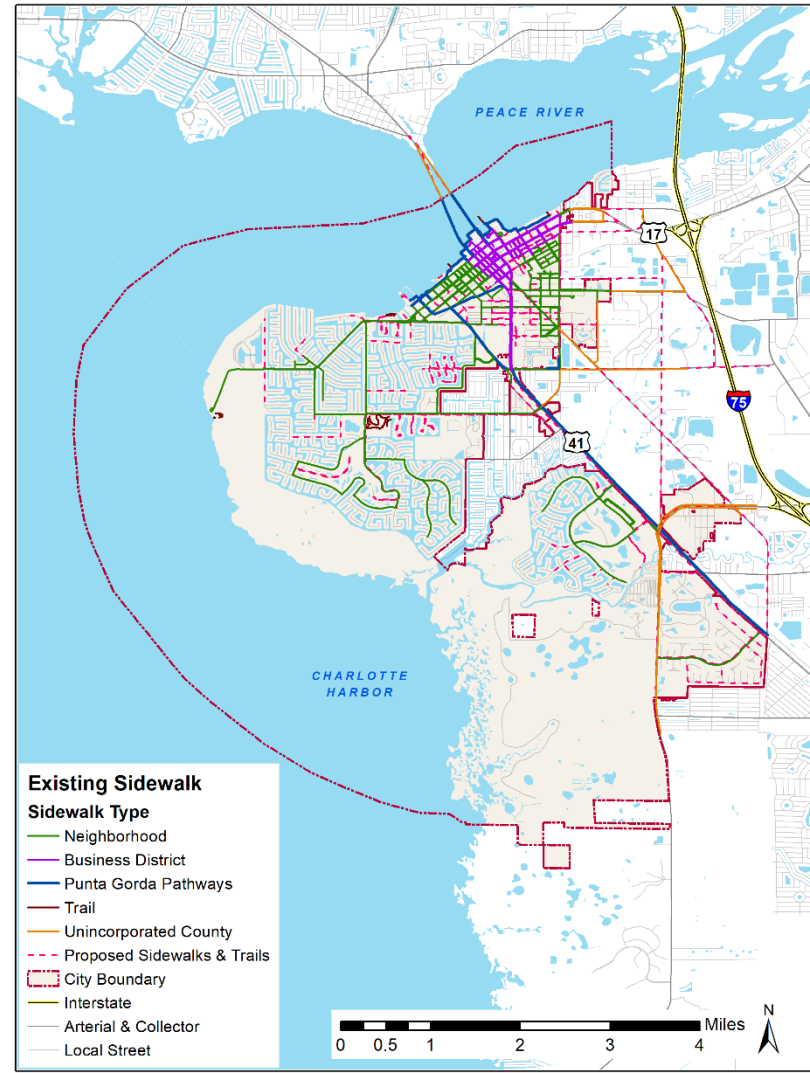 PEACE RIVER
17
75
41
CHARLOTTE
HARBOR
Existing Sidewalk
Sidewalk Type
Neighborhood
Business District
Punta Gorda Pathways
Trail
Unincorporated County
Proposed Sidewalks & Trails
City Boundary
Interstate
Arterial & Collector
Local Street
Miles
0 0.5 1 2 3 4
N